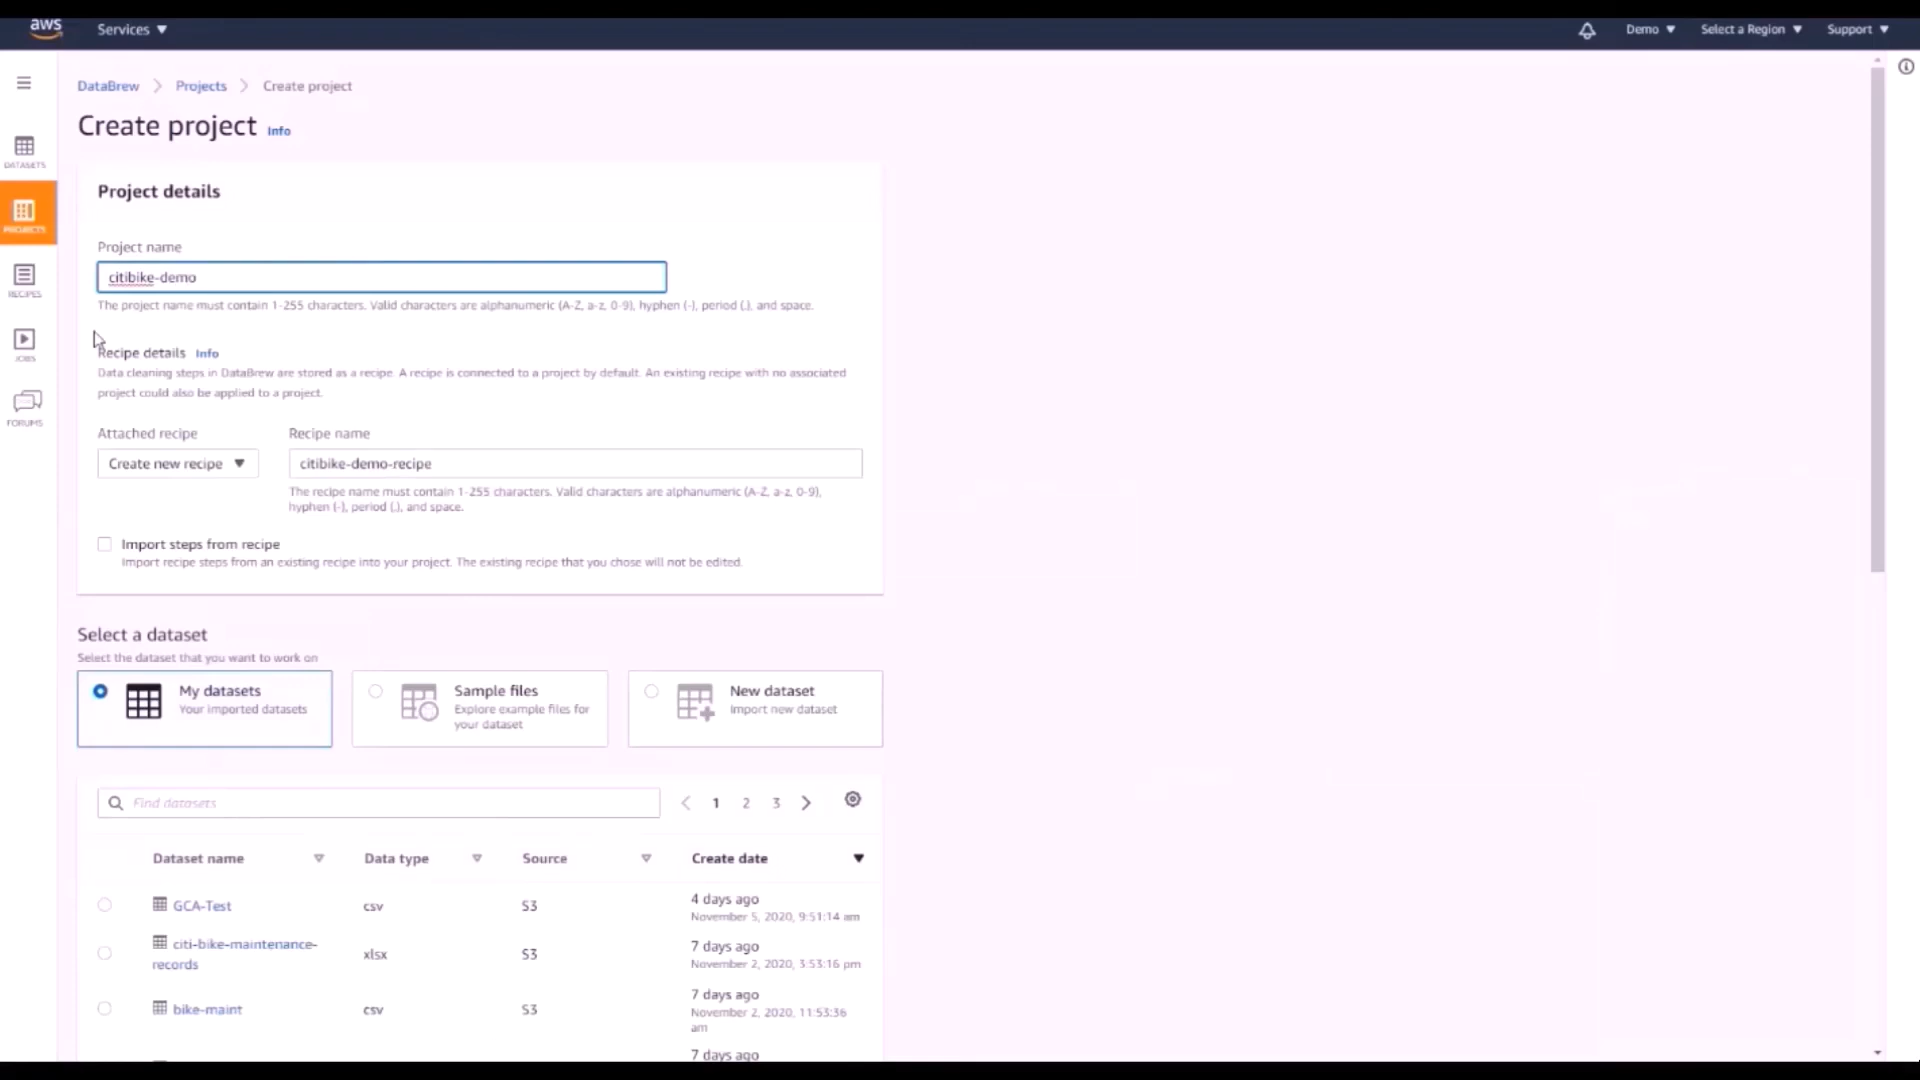 aws Services Demo Select a Region Support
DataBrew Projects Create project
Create project Info
DATASETS
PROJECTS
RECIPES
JOBS
FORUMS
Project details
Project name
citibike-demo
The project name must contain 1-255 characters. Valid characters are alphanumeric (A-Z, a-z, 0-9), hyphen (-), period (.), and space.
Recipe details Info
Data cleaning steps in DataBrew are stored as a recipe. A recipe is connected to a project by default. An existing recipe with no associated
project could also be applied to a project.
Attached recipe Recipe name
Create new recipe citibike-demo-recipe
The recipe name must contain 1-255 characters. Valid characters are alphanumeric (A-Z, a-z, 0-9),
hyphen (-), period (.), and space.
Import steps from recipe
Import recipe steps from an existing recipe into your project. The existing recipe that you chose will not be edited.
Select a dataset
Select the dataset that you want to work on
My datasets
Your imported datasets
Sample files
Explore example files for
your dataset
New dataset
Import new dataset
Find datasets 1 2 3
Dataset name Data type Source Create date
GCA-Test csv S3 4 days ago
November 5, 2020, 9:51:14 am
citi-bike-maintenance-
records xlsx S3 7 days ago
November 2, 2020, 3:53:16 pm
bike-maint csv S3 7 days ago
November 2, 2020, 11:53:36
am
7 days ago